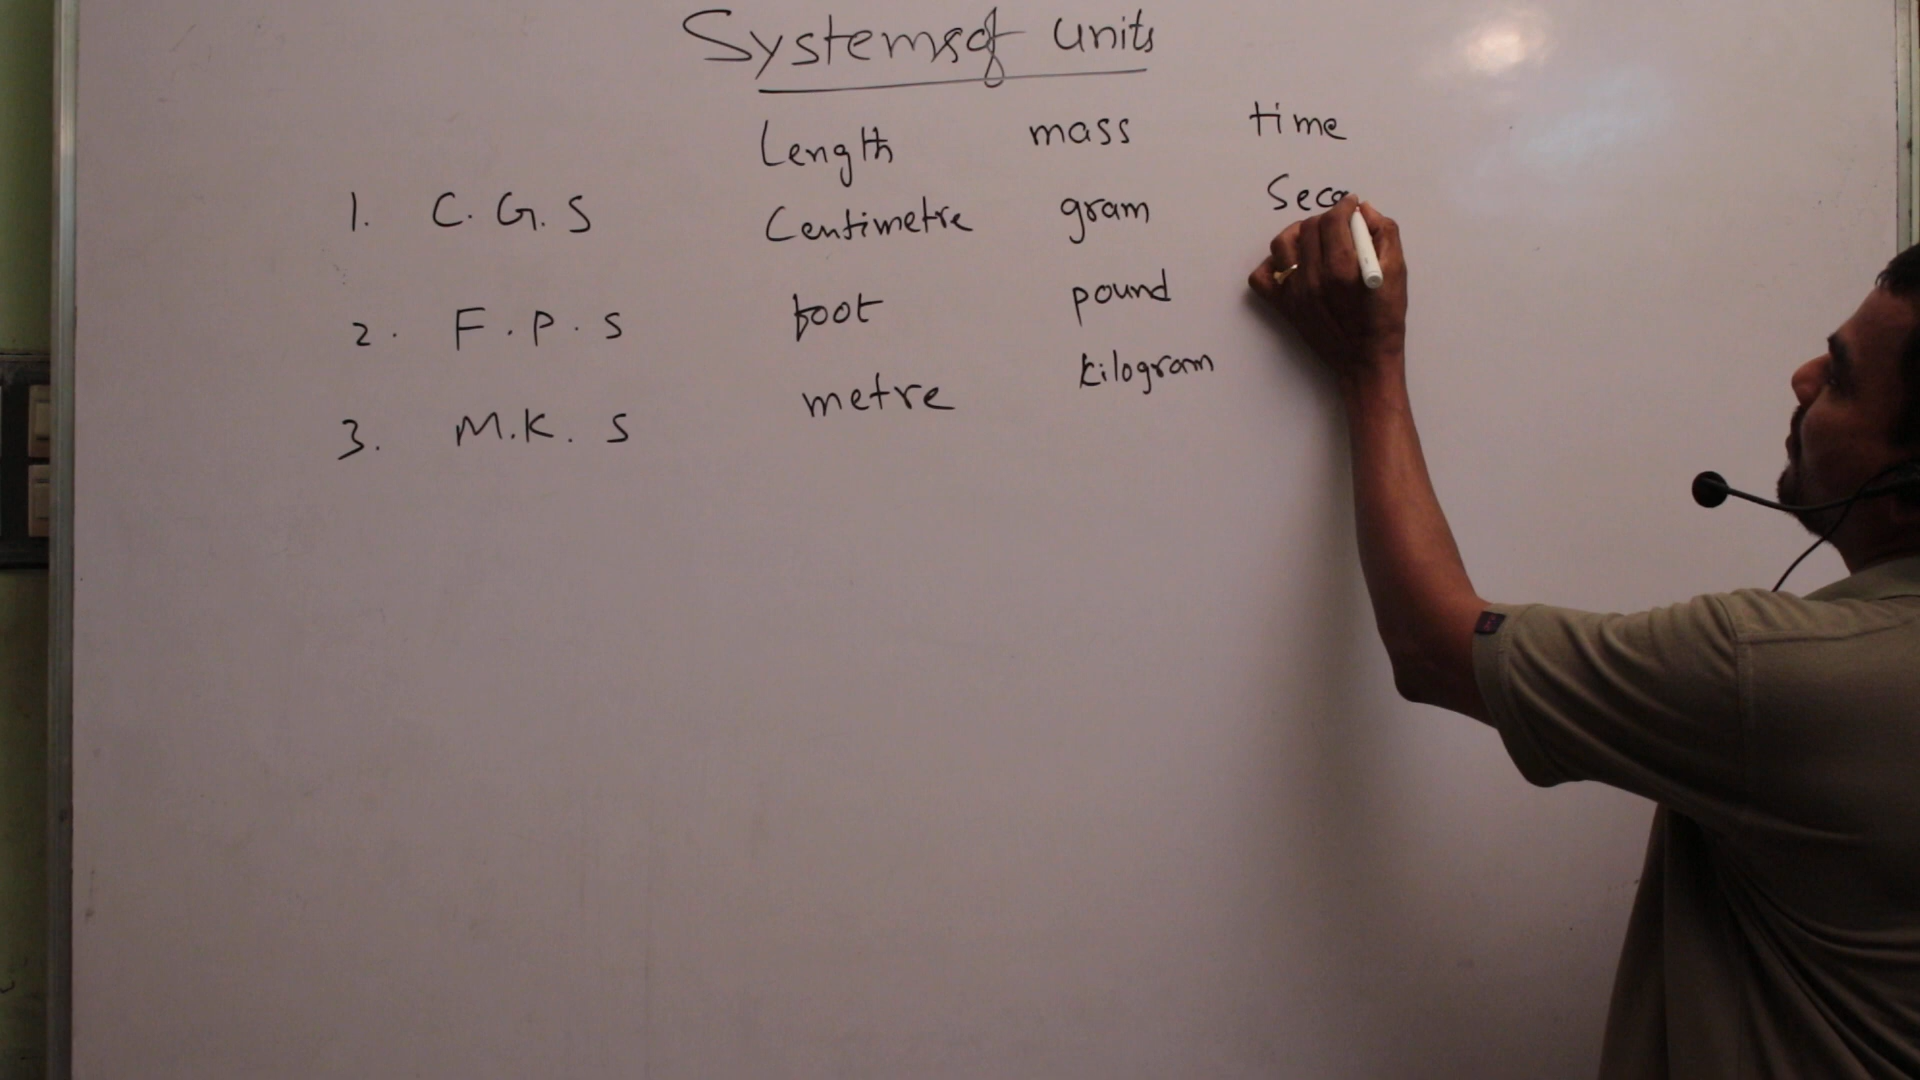 Systems of units
Length mass time
1. C.G.S Centimetre gram Seco
2. F.P.S foot pound
3. M.K.S metre kilogram